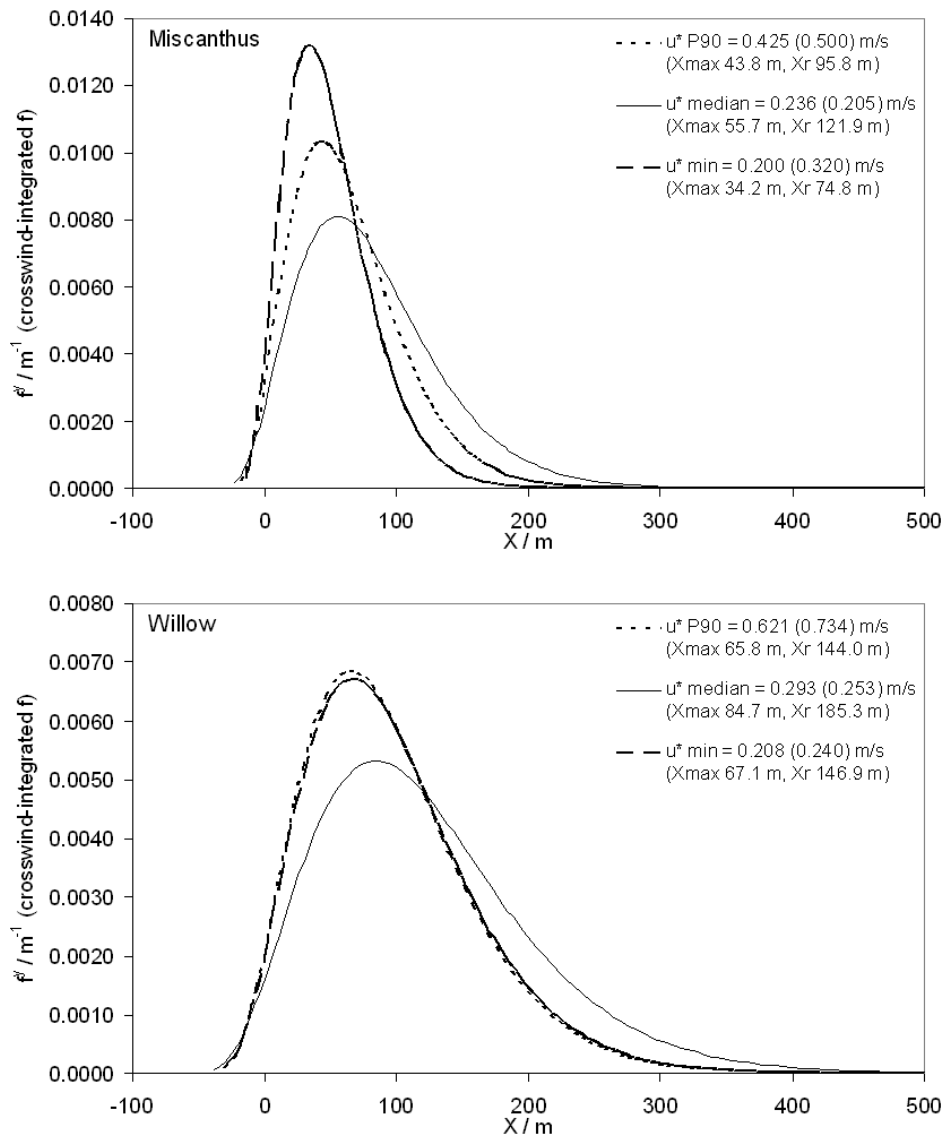 Miscanthus
u* P90 = 0.425 (0.500) m/s
(Xmax 43.8 m, Xr 95.8 m)
u* median = 0.236 (0.205) m/s
(Xmax 55.7 m, Xr 121.9 m)
u* min = 0.200 (0.320) m/s
(Xmax 34.2 m, Xr 74.8 m)
0.0140
0.0120
0.0100
0.0080
0.0060
0.0040
0.0020
0.0000
f^y / m^-1 (crosswind-integrated f)
-100 0 100 200 300 400 500
X / m
Willow
u* P90 = 0.621 (0.734) m/s
(Xmax 65.8 m, Xr 144.0 m)
u* median = 0.293 (0.253) m/s
(Xmax 84.7 m, Xr 185.3 m)
u* min = 0.208 (0.240) m/s
(Xmax 67.1 m, Xr 146.9 m)
0.0080
0.0070
0.0060
0.0050
0.0040
0.0030
0.0020
0.0010
0.0000
f^y / m^-1 (crosswind-integrated f)
-100 0 100 200 300 400 500
X / m